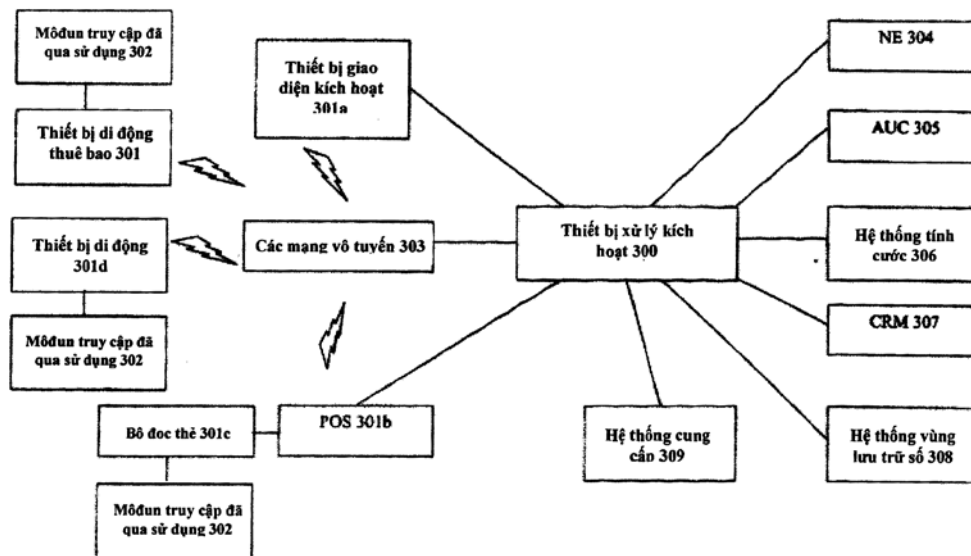 Môđun truy cập đã
qua sử dụng 302
Thiết bị di động
thuê bao 301
Thiết bị giao
diện kích hoạt
301a
NE 304
AUC 305
Thiết bị di động
301d
Các mạng vô tuyến 303
Thiết bị xử lý kích
hoạt 300
Hệ thống tính
cước 306
Môđun truy cập đã
qua sử dụng 302
CRM 307
Bộ đọc thẻ 301c
POS 301b
Hệ thống cung
cấp 309
Hệ thống vùng
lưu trữ số 308
Môđun truy cập đã
qua sử dụng 302